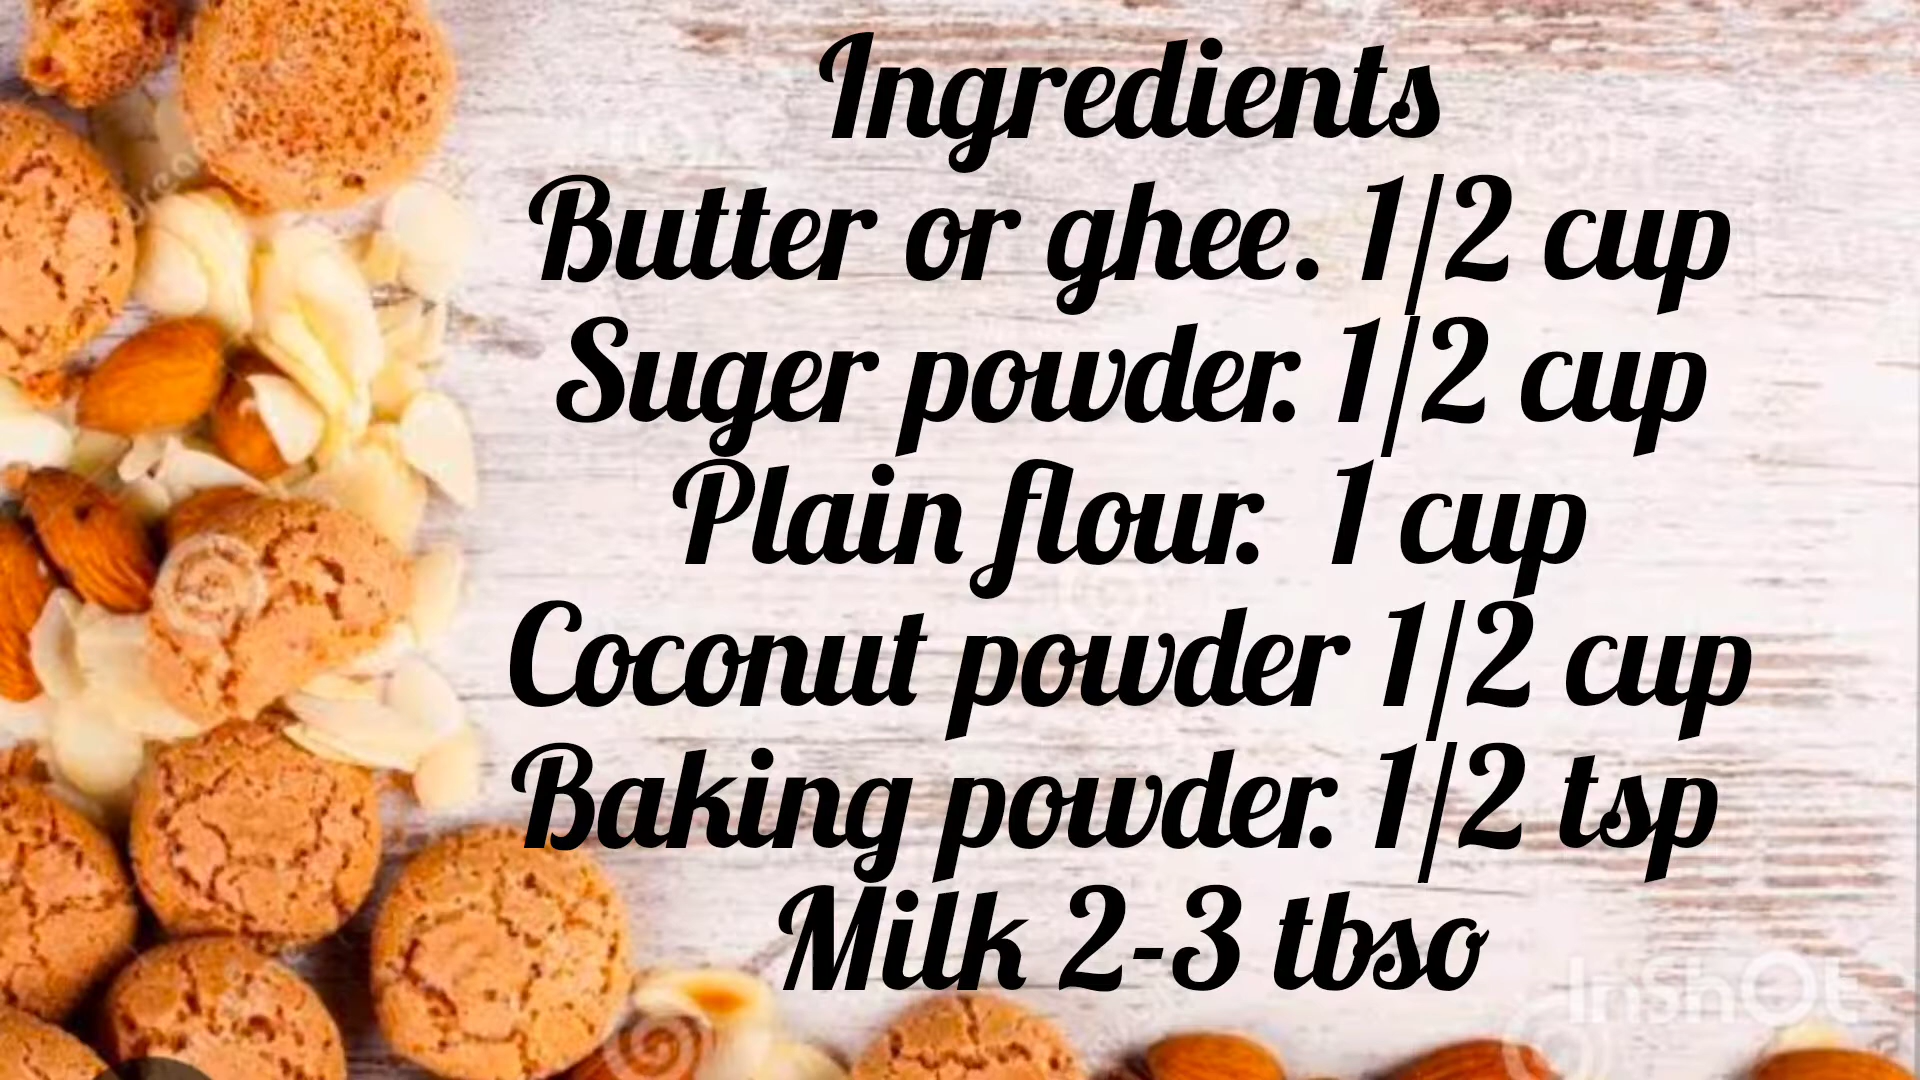 Ingredients
Butter or ghee. 1/2 cup
Suger powder. 1/2 cup
Plain flour. 1 cup
Coconut powder 1/2 cup
Baking powder. 1/2 tsp
Milk 2-3 tbso
InShOt